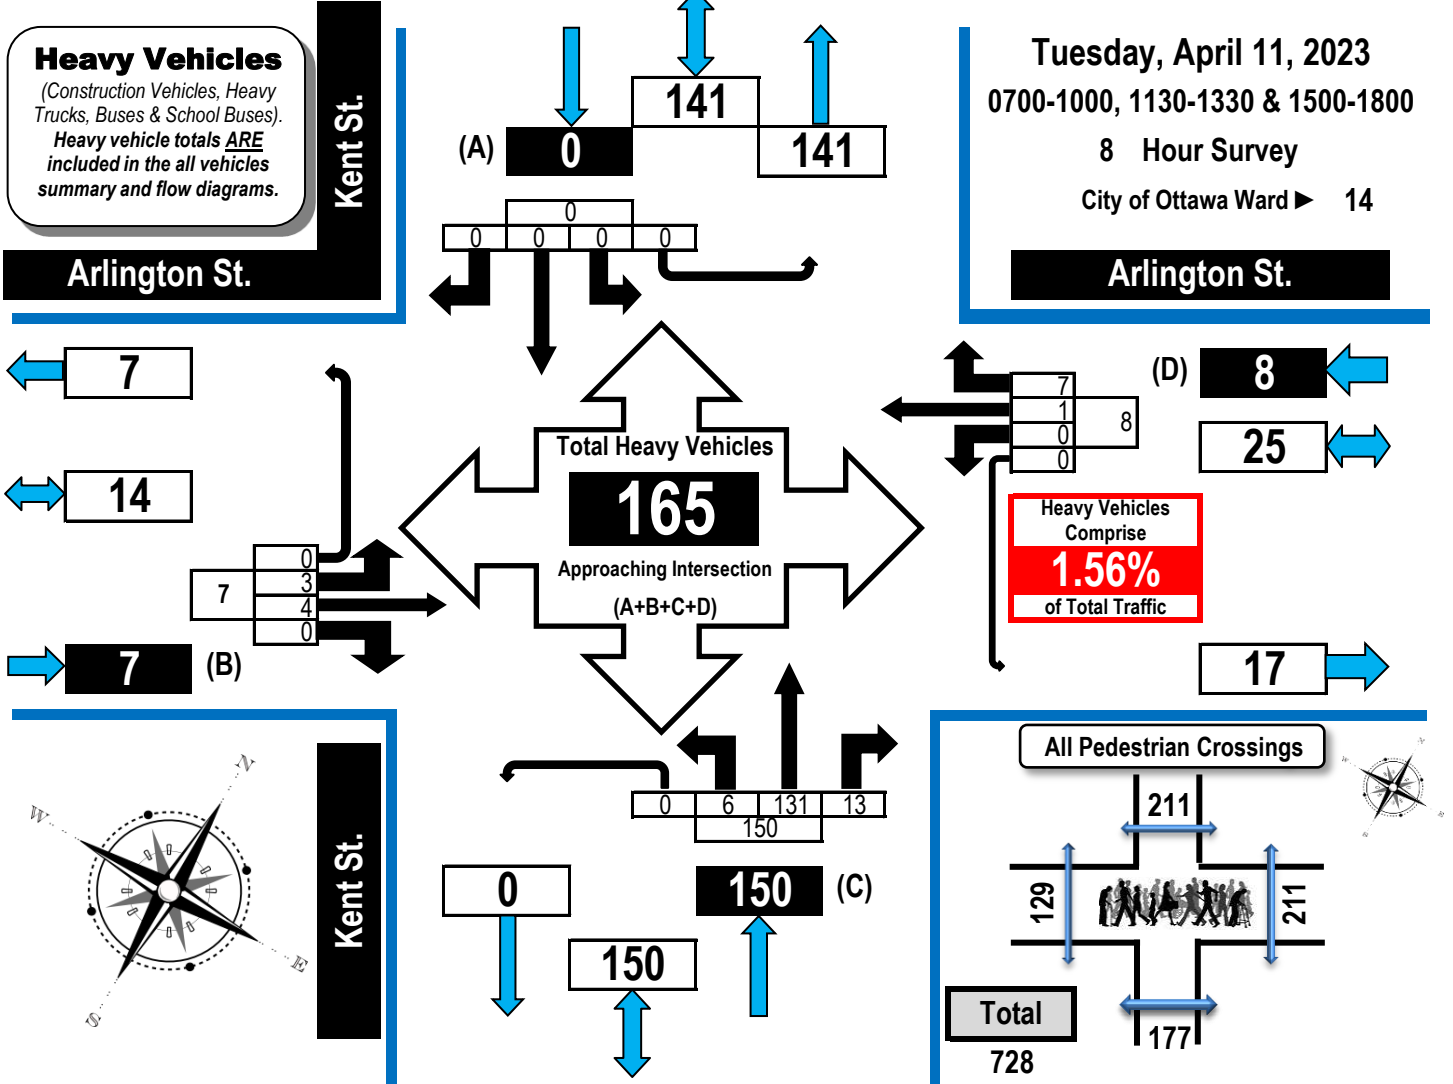 Heavy Vehicles
(Construction Vehicles, Heavy
Trucks, Buses & School Buses).
Heavy vehicle totals ARE
included in the all vehicles
summary and flow diagrams.
Kent St.
Arlington St.
141
(A)
0
141
0
0 0 0 0
Tuesday, April 11, 2023
0700-1000, 1130-1330 & 1500-1800
8 Hour Survey
City of Ottawa Ward ► 14
Arlington St.
7
14
0
3
4
0
7
7
(B)
Total Heavy Vehicles
165
Approaching Intersection
(A+B+C+D)
(D)
8
7
1
0
0
8
25
Heavy Vehicles
Comprise
1.56%
of Total Traffic
17
N
W
E
S
Kent St.
0 6 131 13
150
0
150
(C)
150
All Pedestrian Crossings
211
129
211
177
Total
728